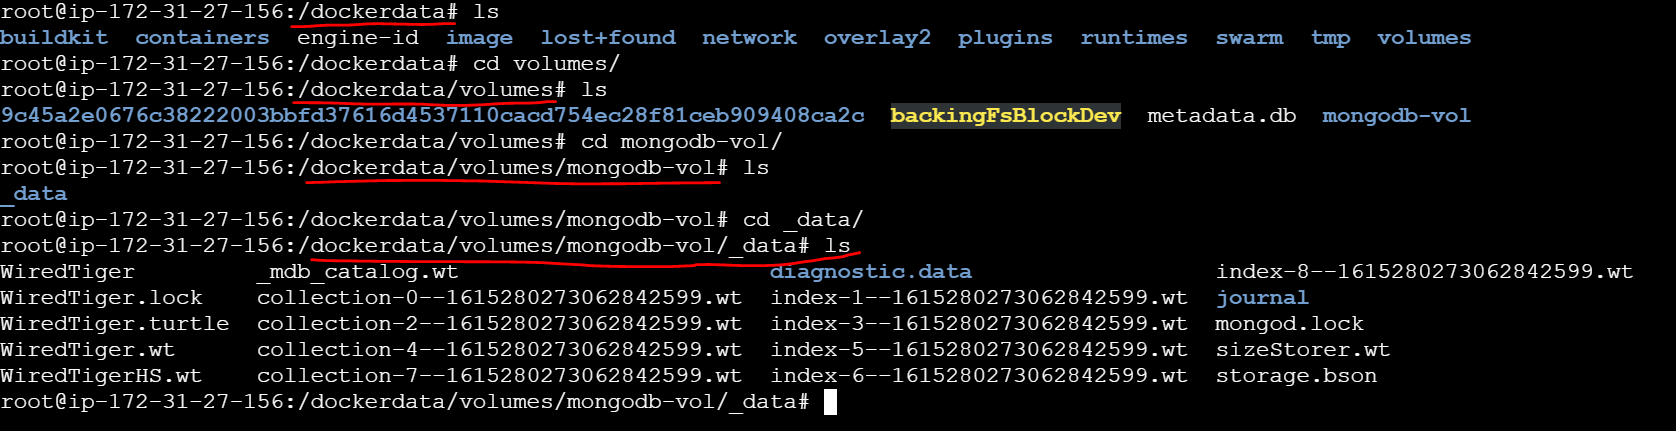 root@ip-172-31-27-156:/dockerdata# ls
buildkit containers engine-id image lost+found network overlay2 plugins runtimes swarm tmp volumes
root@ip-172-31-27-156:/dockerdata# cd volumes/
root@ip-172-31-27-156:/dockerdata/volumes# ls
9c45a2e0676c38222003bbfd37616d4537110cacd754ec28f81ceb909408ca2c backingFsBlockDev metadata.db mongodb-vol
root@ip-172-31-27-156:/dockerdata/volumes# cd mongodb-vol/
root@ip-172-31-27-156:/dockerdata/volumes/mongodb-vol# ls
_data
root@ip-172-31-27-156:/dockerdata/volumes/mongodb-vol# cd _data/
root@ip-172-31-27-156:/dockerdata/volumes/mongodb-vol/_data# ls
WiredTiger _mdb_catalog.wt diagnostic.data index-8--1615280273062842599.wt
WiredTiger.lock collection-0--1615280273062842599.wt index-1--1615280273062842599.wt journal
WiredTiger.turtle collection-2--1615280273062842599.wt index-3--1615280273062842599.wt mongod.lock
WiredTiger.wt collection-4--1615280273062842599.wt index-5--1615280273062842599.wt sizeStorer.wt
WiredTigerHS.wt collection-7--1615280273062842599.wt index-6--1615280273062842599.wt storage.bson
root@ip-172-31-27-156:/dockerdata/volumes/mongodb-vol/_data#